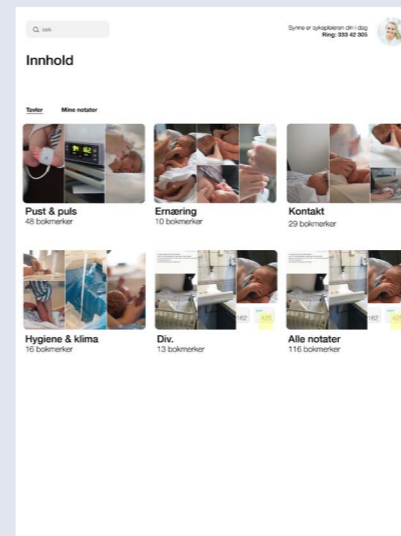 søk
Synne er sykepleieren din i dag
Ring: 333 42 305
Innhold
Tavler
Mine notater
Pust & puls
48 bokmerker
Ernæring
10 bokmerker
Kontakt
29 bokmerker
Hygiene & klima
16 bokmerker
Div.
13 bokmerker
Alle notater
116 bokmerker